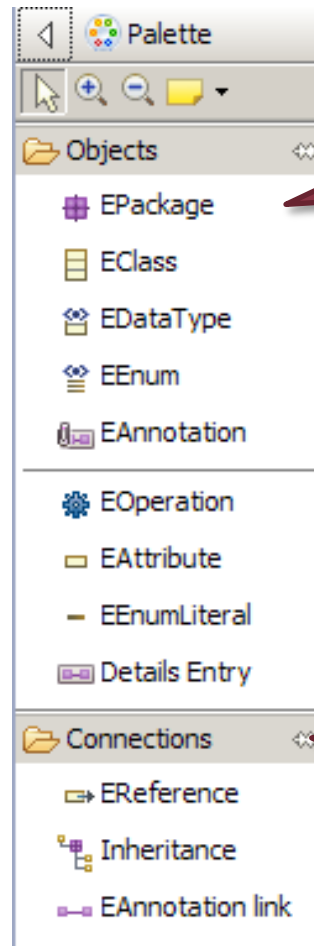 Palette
Objects
EPackage
EClass
EDataType
EEnum
EAnnotation
EOperation
EAttribute
EEnumLiteral
Details Entry
Connections
EReference
Inheritance
EAnnotation link